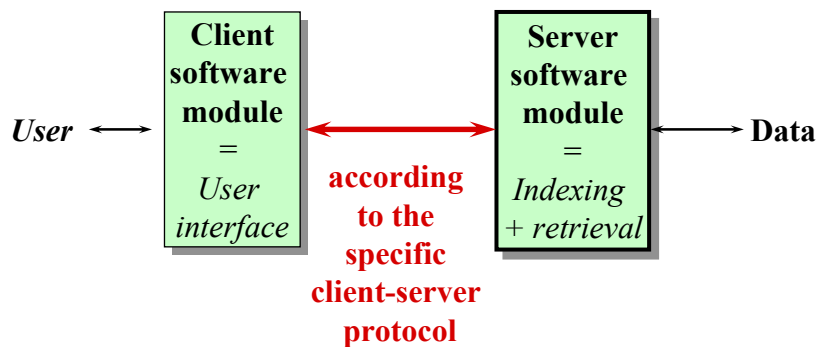 User
Client
software
module
=
User
interface
according
to the
specific
client-server
protocol
Server
software
module
=
Indexing
+ retrieval
Data